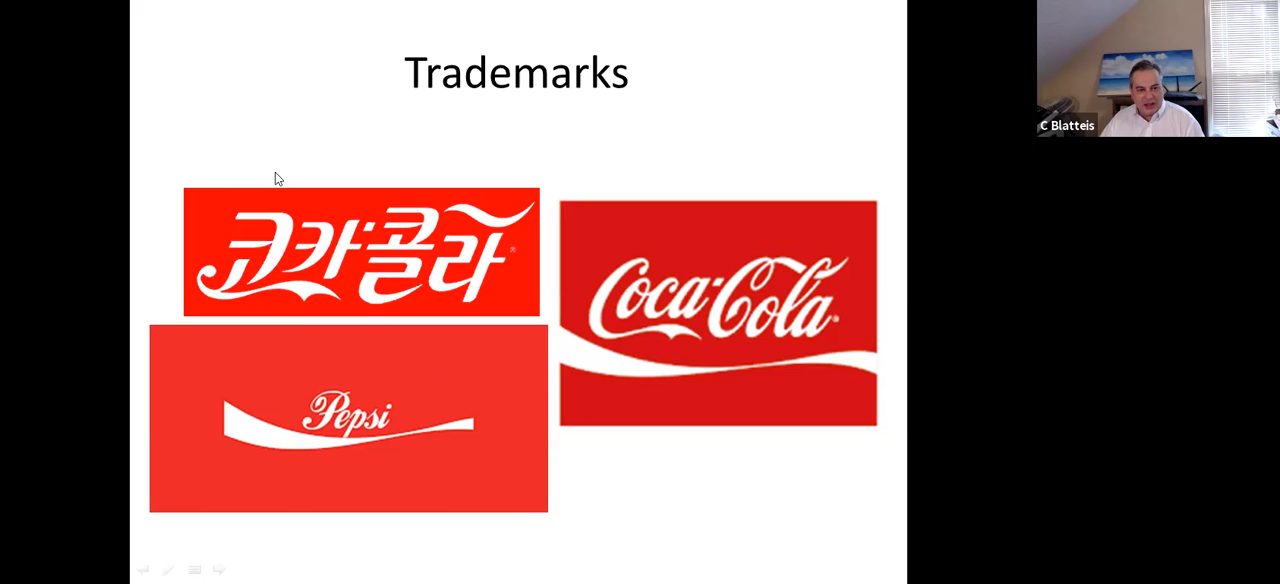 Trademarks
코카·콜라®
Coca-Cola®
Pepsi
C Blatteis